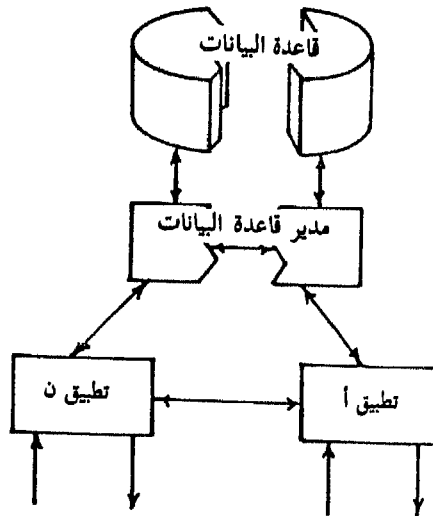 قاعدة البيانات
مدير قاعدة البيانات
تطبيق أ
تطبيق ن